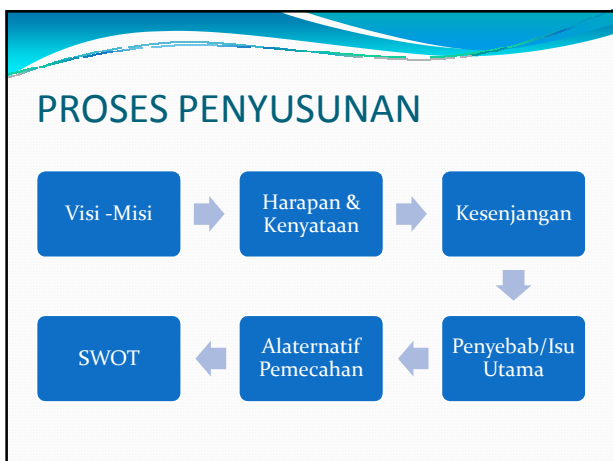 PROSES PENYUSUNAN
Visi -Misi
Harapan &
Kenyataan
Kesenjangan
Penyebab/Isu
Utama
Alaternatif
Pemecahan
SWOT